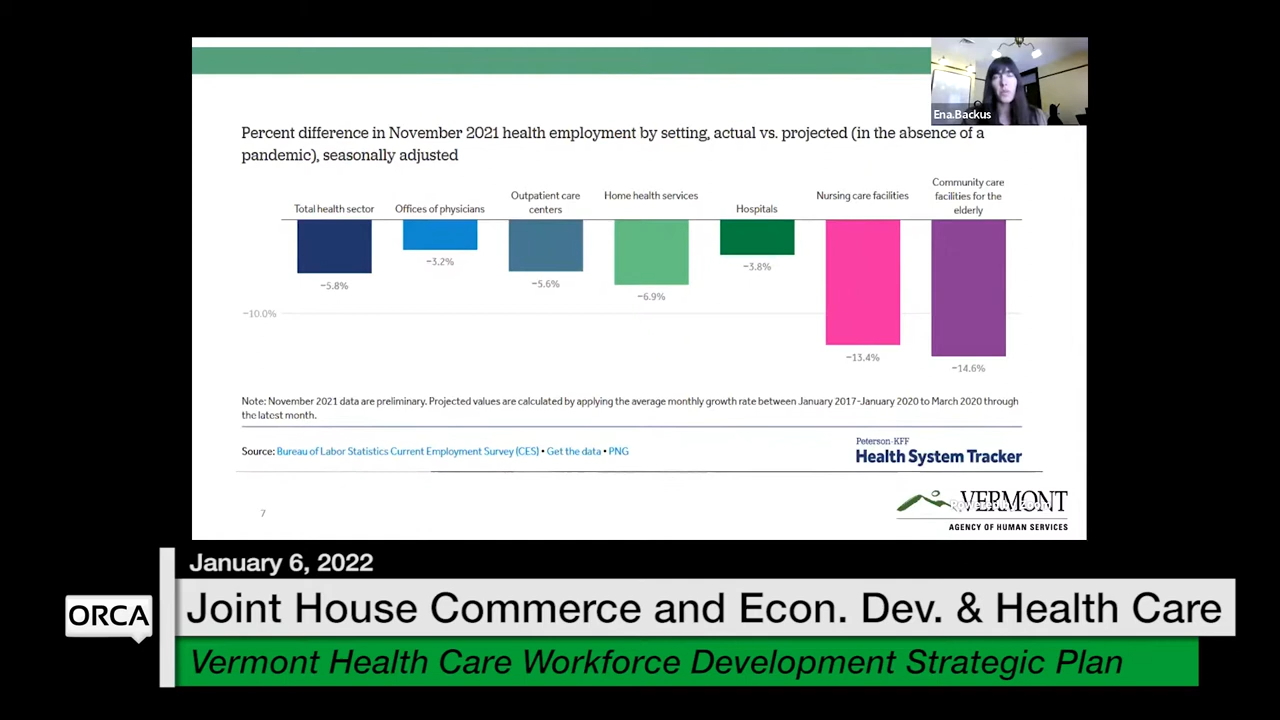 Ena.Backus
Percent difference in November 2021 health employment by setting, actual vs. projected (in the absence of a
pandemic), seasonally adjusted
Total health sector
Offices of physicians
Outpatient care
centers
Home health services
Hospitals
Nursing care facilities
Community care
facilities for the
elderly
−5.8%
−3.2%
−5.6%
−6.9%
−3.8%
−13.4%
−14.6%
−10.0%
Note: November 2021 data are preliminary. Projected values are calculated by applying the average monthly growth rate between January 2017-January 2020 to March 2020 through
the latest month.
Source: Bureau of Labor Statistics Current Employment Survey (CES) • Get the data • PNG
Peterson-KFF
Health System Tracker
7
VERMONT
Powered by Zoom
AGENCY OF HUMAN SERVICES
January 6, 2022
ORCA
Joint House Commerce and Econ. Dev. & Health Care
Vermont Health Care Workforce Development Strategic Plan